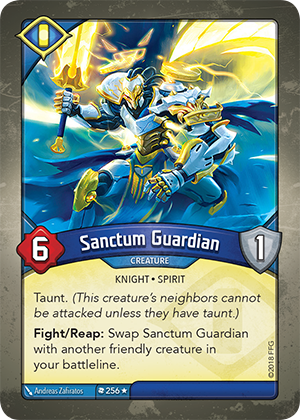 Sanctum Guardian
CREATURE
6
1
KNIGHT • SPIRIT
Taunt. (This creature's neighbors cannot
be attacked unless they have taunt.)
Fight/Reap: Swap Sanctum Guardian
with another friendly creature in
your battleline.
Andreas Zafiratos
256 ★
©2018 FFG